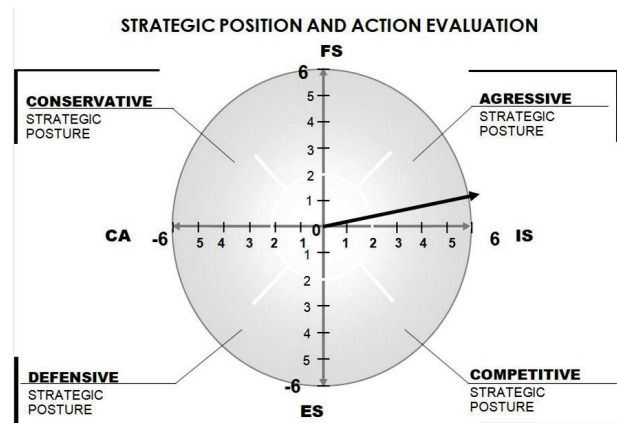 STRATEGIC POSITION AND ACTION EVALUATION
FS
6
CONSERVATIVE
STRATEGIC
POSTURE
AGRESSIVE
STRATEGIC
POSTURE
5
4
3
2
1
CA -6 5 4 3 2 1 0 1 2 3 4 5 6 IS
1
2
3
4
5
-6
ES
DEFENSIVE
STRATEGIC
POSTURE
COMPETITIVE
STRATEGIC
POSTURE